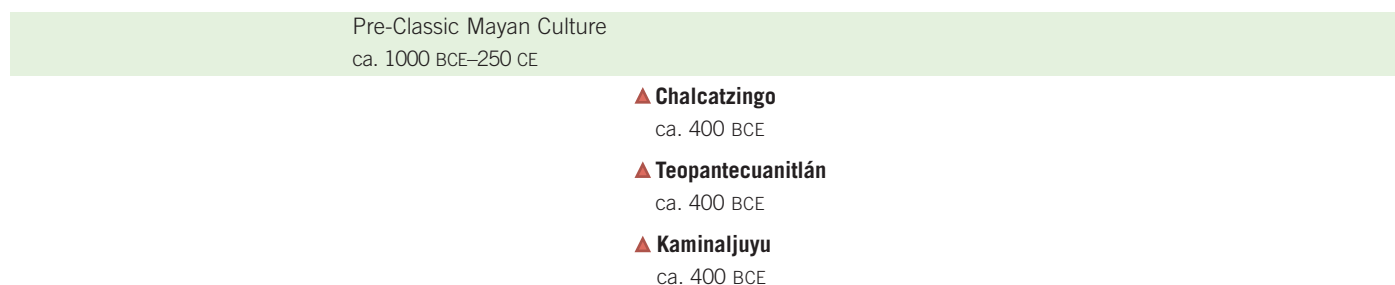 Pre-Classic Mayan Culture
ca. 1000 BCE–250 CE
Chalcatzingo
ca. 400 BCE
Teopantecuanitlán
ca. 400 BCE
Kaminaljuyu
ca. 400 BCE